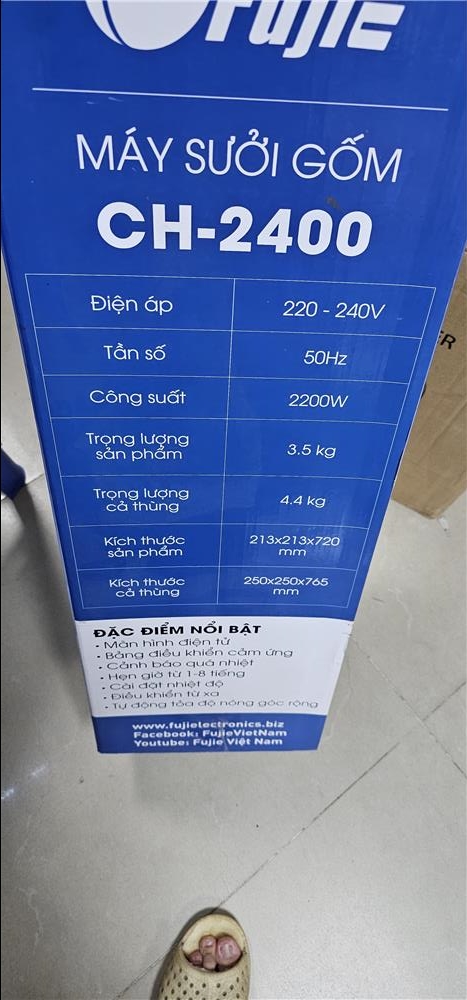 Fujie
MÁY SƯỞI GỐM
CH-2400
Điện áp 220 - 240V
Tần số 50Hz
Công suất 2200W
Trọng lượng
sản phẩm 3.5 kg
Trọng lượng
cả thùng 4.4 kg
Kích thước
sản phẩm 213x213x720
mm
Kích thước
cả thùng 250x250x765
mm
ĐẶC ĐIỂM NỔI BẬT
• Màn hình điện tử
• Bảng điều khiển cảm ứng
• Cảnh báo quá nhiệt
• Hẹn giờ từ 1-8 tiếng
• Cài đặt nhiệt độ
• Điều khiển từ xa
• Tự động tỏa độ nóng góc rộng
www.fujielectronics.biz
Facebook: FujieVietNam
Youtube: Fujie Việt Nam